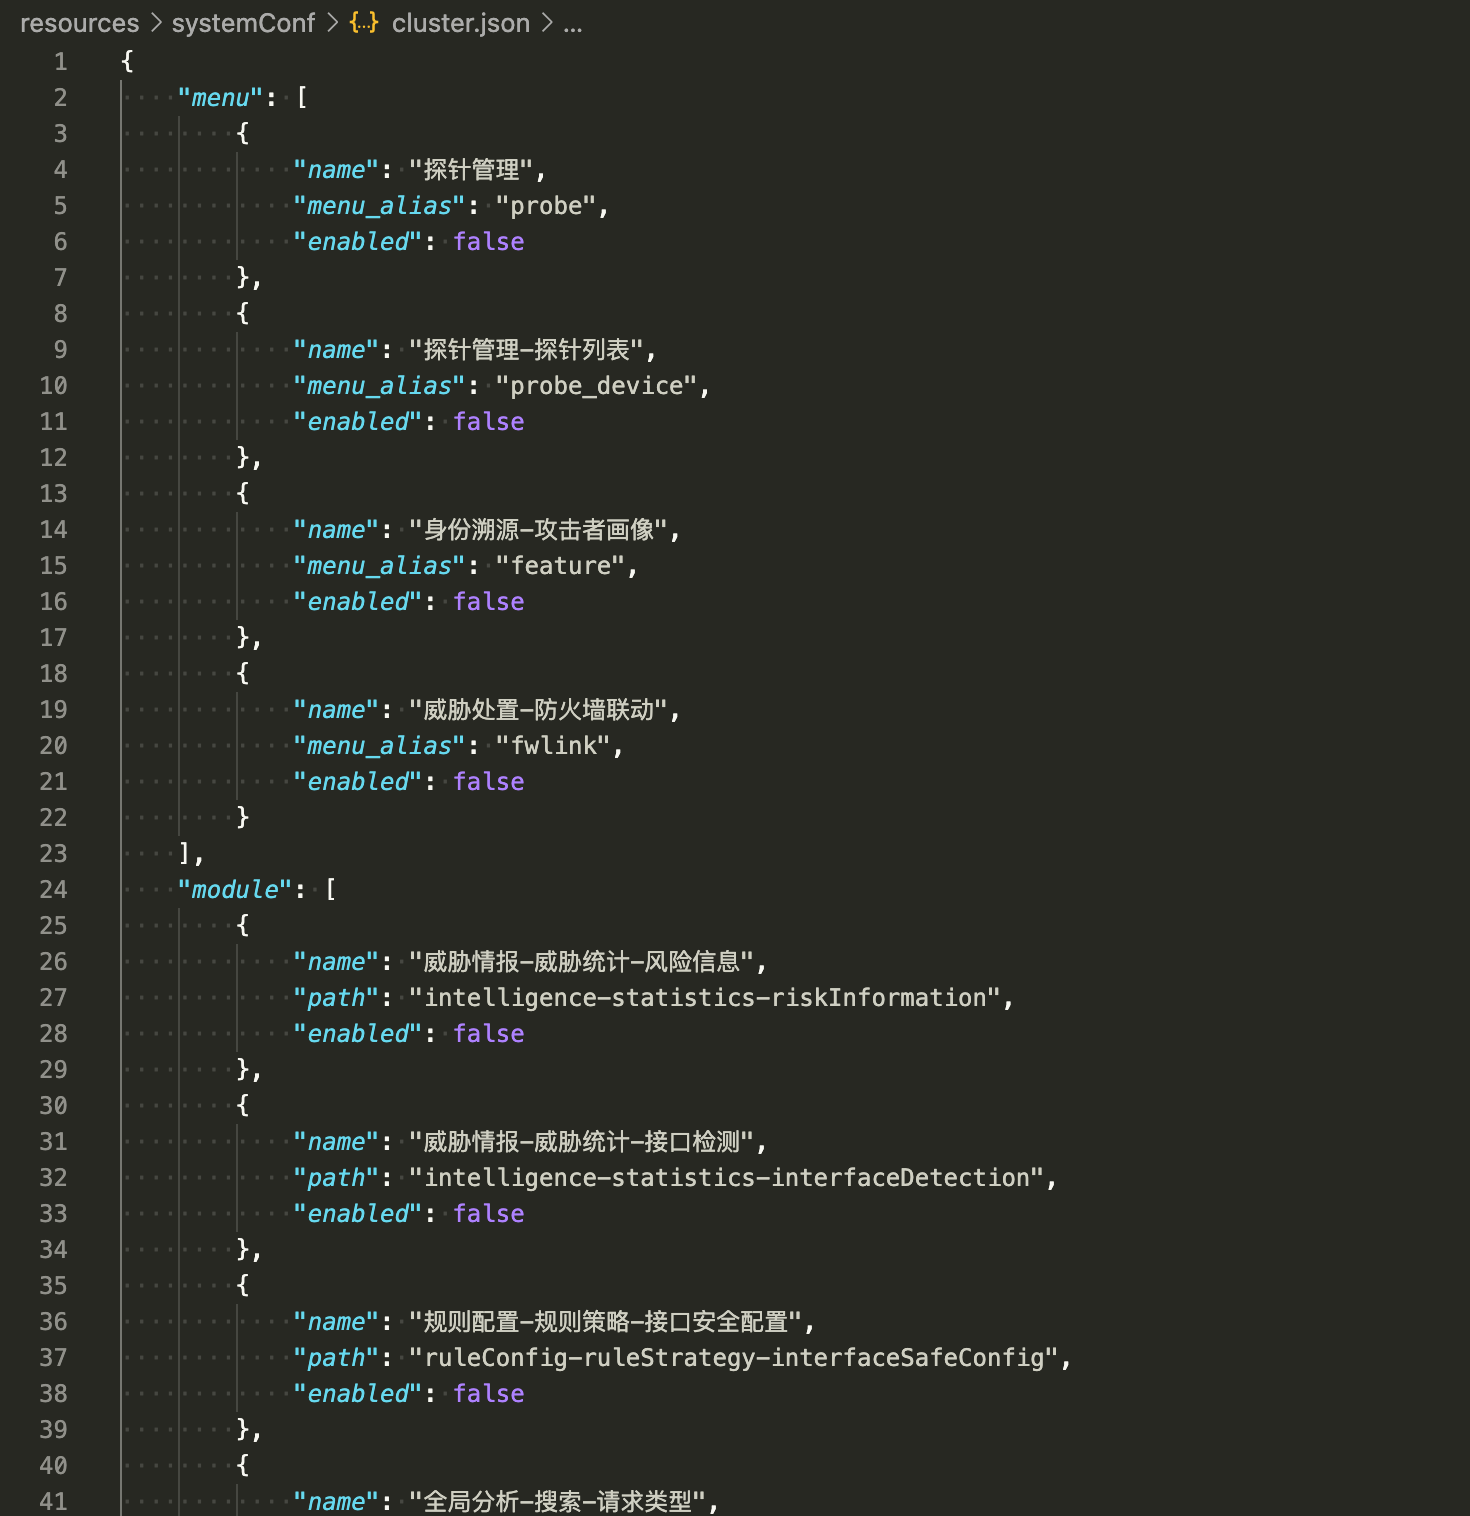 resources > systemConf > {..} cluster.json > ...
1 {
2 "menu": [
3 {
4 "name": "探针管理",
5 "menu_alias": "probe",
6 "enabled": false
7 },
8 {
9 "name": "探针管理-探针列表",
10 "menu_alias": "probe_device",
11 "enabled": false
12 },
13 {
14 "name": "身份溯源-攻击者画像",
15 "menu_alias": "feature",
16 "enabled": false
17 },
18 {
19 "name": "威胁处置-防火墙联动",
20 "menu_alias": "fwlink",
21 "enabled": false
22 }
23 ],
24 "module": [
25 {
26 "name": "威胁情报-威胁统计-风险信息",
27 "path": "intelligence-statistics-riskInformation",
28 "enabled": false
29 },
30 {
31 "name": "威胁情报-威胁统计-接口检测",
32 "path": "intelligence-statistics-interfaceDetection",
33 "enabled": false
34 },
35 {
36 "name": "规则配置-规则策略-接口安全配置",
37 "path": "ruleConfig-ruleStrategy-interfaceSafeConfig",
38 "enabled": false
39 },
40 {
41 "name": "全局分析-搜索-请求类型",